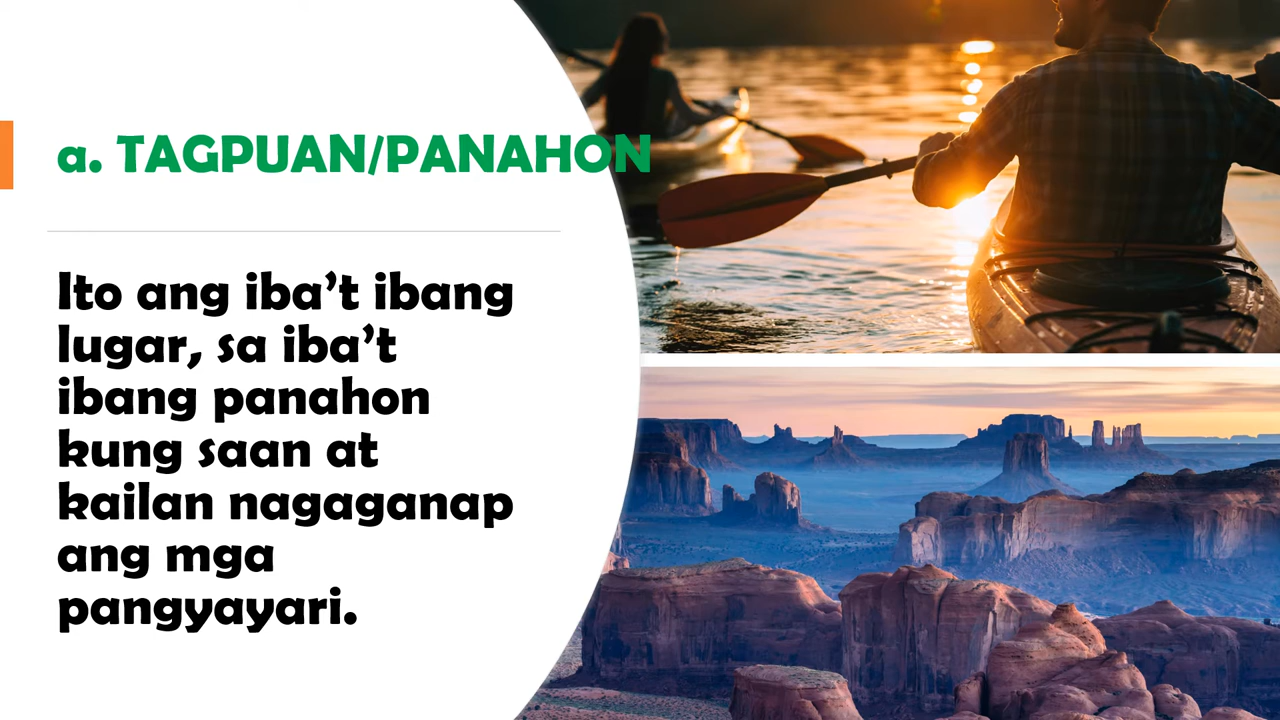 a. TAGPUAN/PANAHON
Ito ang iba’t ibang
lugar, sa iba’t
ibang panahon
kung saan at
kailan nagaganap
ang mga
pangyayari.